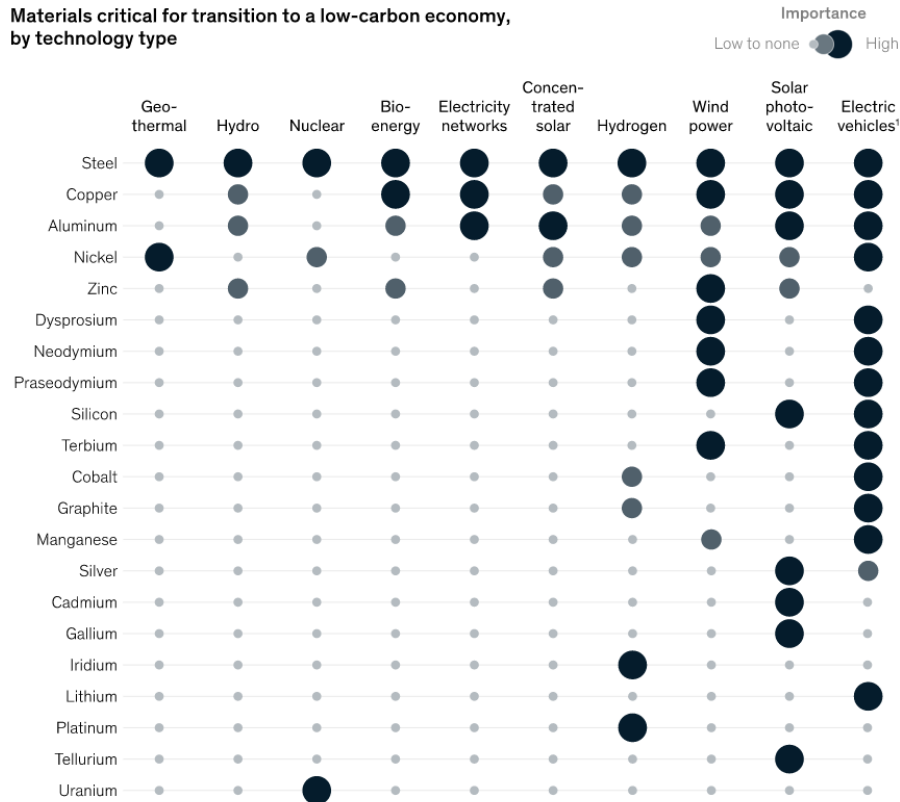 Materials critical for transition to a low-carbon economy,
by technology type
Importance
Low to none
High
Geo-
thermal
Hydro
Nuclear
Bio-
energy
Electricity
networks
Concen-
trated
solar
Hydrogen
Wind
power
Solar
photo-
voltaic
Electric
vehicles¹
Steel
Copper
Aluminum
Nickel
Zinc
Dysprosium
Neodymium
Praseodymium
Silicon
Terbium
Cobalt
Graphite
Manganese
Silver
Cadmium
Gallium
Iridium
Lithium
Platinum
Tellurium
Uranium